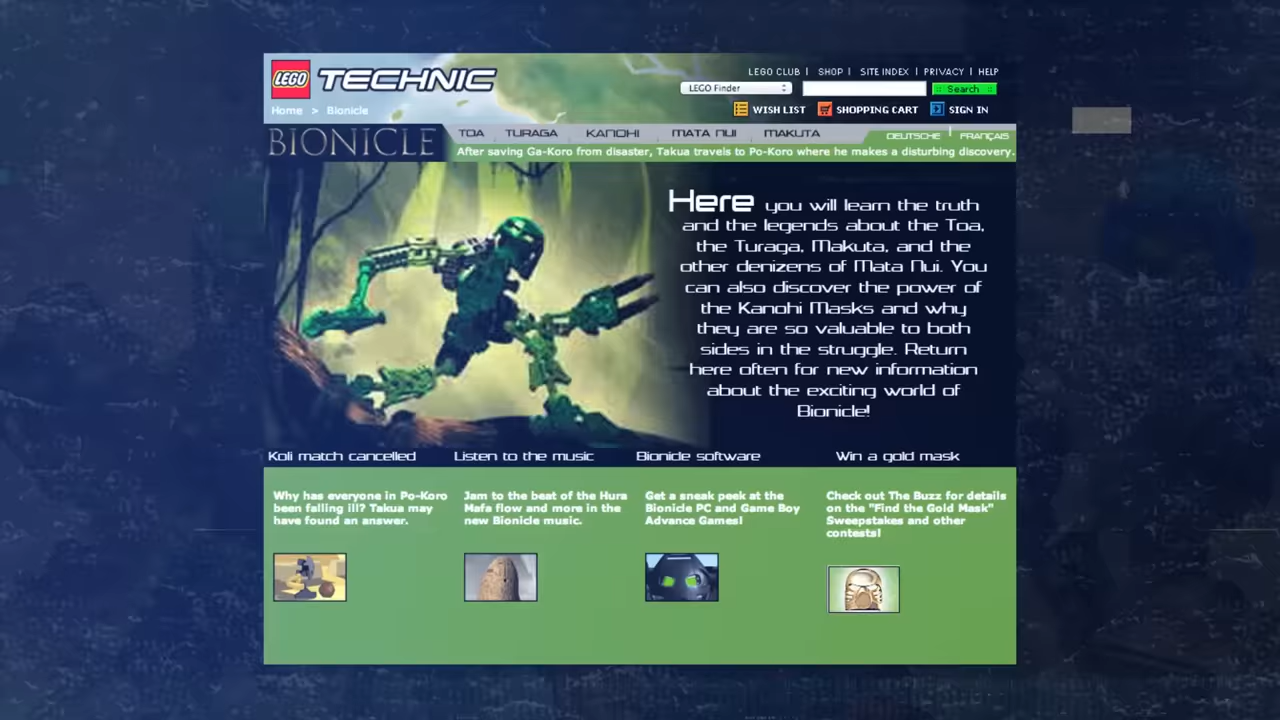 LEGO TECHNIC
LEGO CLUB | SHOP | SITE INDEX | PRIVACY | HELP
LEGO Finder
Search
Home > Bionicle
WISH LIST SHOPPING CART SIGN IN
BIONICLE
TOA TURAGA KANOHI MATA NUI MAKUTA
DEUTSCHE | FRANÇAIS
After saving Ga-Koro from disaster, Takua travels to Po-Koro where he makes a disturbing discovery.
Here you will learn the truth
and the legends about the Toa,
the Turaga, Makuta, and the
other denizens of Mata Nui. You
can also discover the power of
the Kanohi Masks and why
they are so valuable to both
sides in the struggle. Return
here often for new information
about the exciting world of
Bionicle!
Koli match cancelled
Why has everyone in Po-Koro
been falling ill? Takua may
have found an answer.
Listen to the music
Jam to the beat of the Hura
Mafa flow and more in the
new Bionicle music.
Bionicle software
Get a sneak peek at the
Bionicle PC and Game Boy
Advance Games!
Win a gold mask
Check out The Buzz for details
on the "Find the Gold Mask"
Sweepstakes and other
contests!